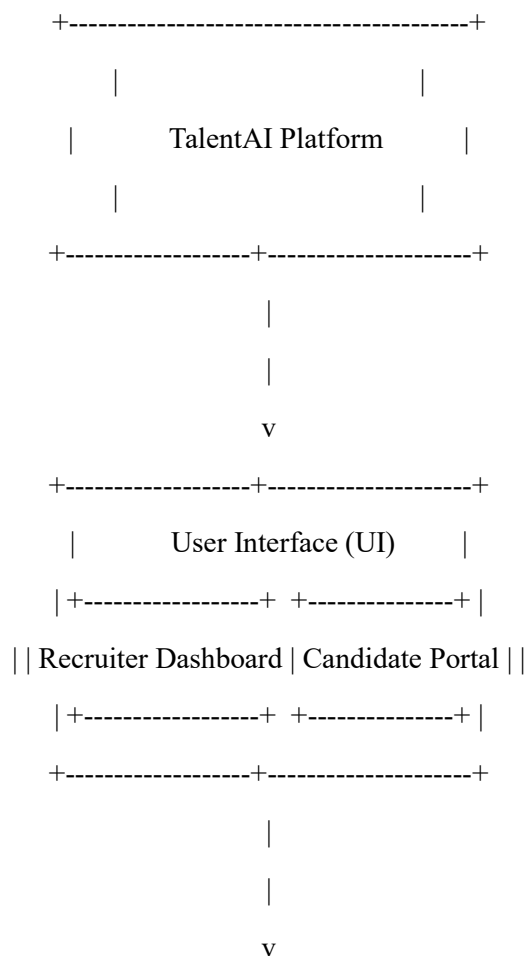 +-----------------------------------------+
| |
| TalentAI Platform |
| |
+-------------------+---------------------+
|
|
v
+-------------------+---------------------+
| User Interface (UI) |
| +------------------+ +---------------+ |
| | Recruiter Dashboard | Candidate Portal | |
| +------------------+ +---------------+ |
+-------------------+---------------------+
|
|
v